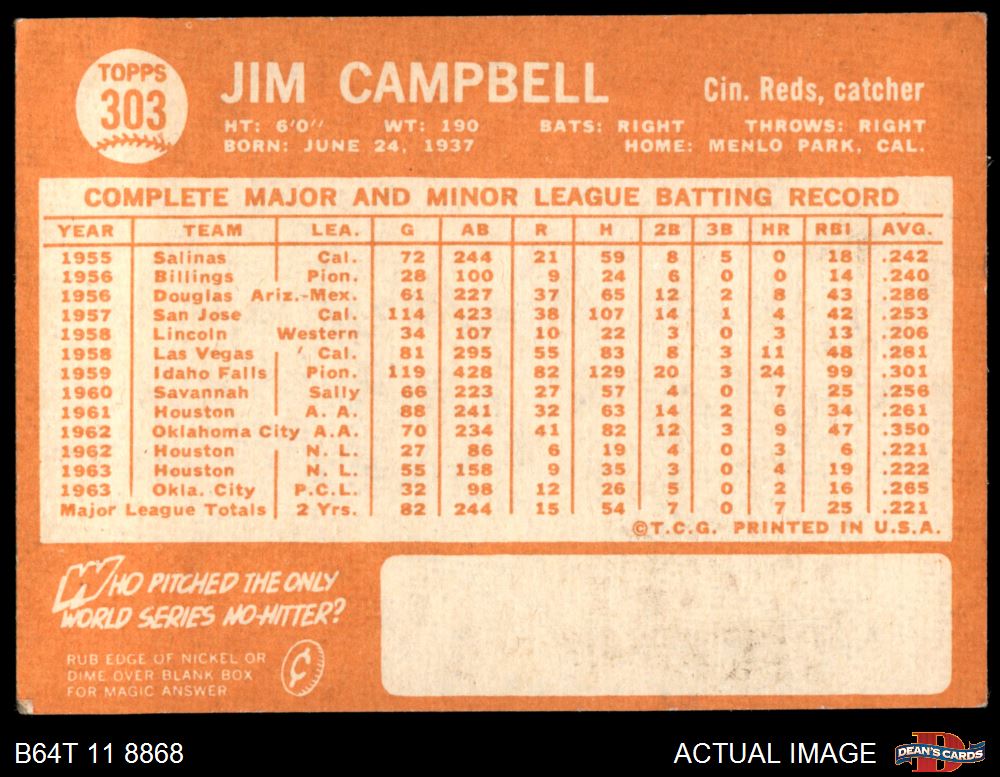 TOPPS
303
JIM CAMPBELL
Cin. Reds, catcher
HT: 6'0" WT: 190 BATS: RIGHT THROWS: RIGHT
BORN: JUNE 24, 1937 HOME: MENLO PARK, CAL.
COMPLETE MAJOR AND MINOR LEAGUE BATTING RECORD
YEAR TEAM LEA. G AB R H 2B 3B HR RBI AVG.
1955 Salinas Cal. 72 244 21 59 8 5 0 18 .242
1956 Billings Pion. 28 100 9 24 6 0 0 14 .240
1956 Douglas Ariz.-Mex. 61 227 37 65 12 2 8 43 .286
1957 San Jose Cal. 114 423 38 107 14 1 4 42 .253
1958 Lincoln Western 34 107 10 22 3 0 3 13 .206
1958 Las Vegas Cal. 81 295 55 83 8 3 11 48 .281
1959 Idaho Falls Pion. 119 428 82 129 20 3 24 99 .301
1960 Savannah Sally 66 223 27 57 4 0 7 25 .256
1961 Houston A. A. 88 241 32 63 14 2 6 34 .261
1962 Oklahoma City A.A. 70 234 41 82 12 3 9 47 .350
1962 Houston N. L. 27 86 6 19 4 0 3 6 .221
1963 Houston N. L. 55 158 9 35 3 0 4 19 .222
1963 Okla. City P.C.L. 32 98 12 26 5 0 2 16 .265
Major League Totals 2 Yrs. 82 244 15 54 7 0 7 25 .221
©T.C.G. PRINTED IN U.S.A.
WHO PITCHED THE ONLY
WORLD SERIES NO-HITTER?
RUB EDGE OF NICKEL OR
DIME OVER BLANK BOX
FOR MAGIC ANSWER
¢
B64T 11 8868
ACTUAL IMAGE
D
DEAN'S CARDS